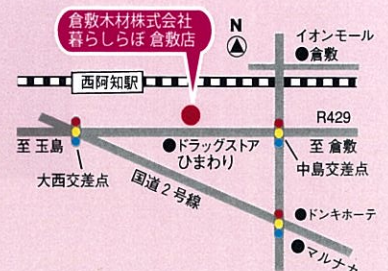 倉敷木材株式会社
暮らしらぼ 倉敷店
N
イオンモール
倉敷
西阿知駅
R429
至 玉島
ドラッグストア
ひまわり
至 倉敷
中島交差点
大西交差点
国道2号線
ドンキホーテ
マルナカ